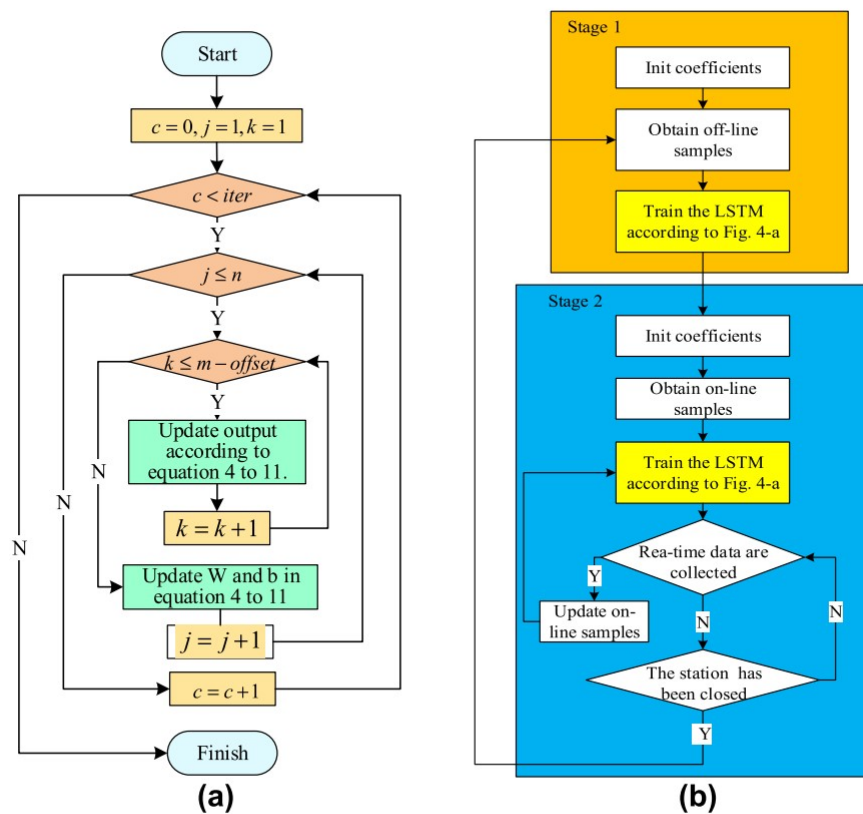 Start
c = 0, j = 1, k = 1
c < iter
Y
j ≤ n
Y
k ≤ m − offset
Y
Update output
according to
equation 4 to 11.
k = k + 1
N
N
N
Update W and b in
equation 4 to 11
j = j + 1
c = c + 1
Finish
(a)
Stage 1
Init coefficients
Obtain off-line
samples
Train the LSTM
according to Fig. 4-a
Stage 2
Init coefficients
Obtain on-line
samples
Train the LSTM
according to Fig. 4-a
Rea-time data are
collected
Y
N
Update on-
line samples
N
The station has
been closed
Y
(b)